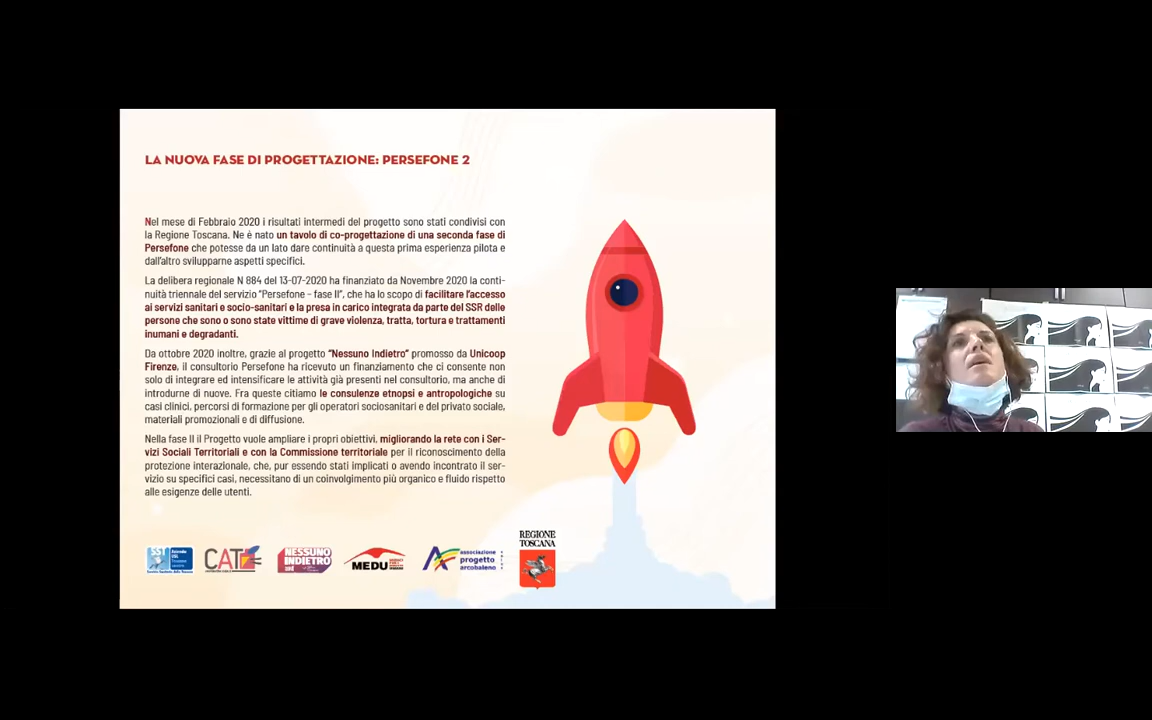 LA NUOVA FASE DI PROGETTAZIONE: PERSEFONE 2
Nel mese di Febbraio 2020 i risultati intermedi del progetto sono stati condivisi con
la Regione Toscana. Ne è nato un tavolo di co-progettazione di una seconda fase di
Persefone che potesse da un lato dare continuità a questa prima esperienza pilota e
dall'altro svilupparne aspetti specifici.
La delibera regionale N 884 del 13-07-2020 ha finanziato da Novembre 2020 la conti-
nuità triennale del servizio "Persefone - fase II", che ha lo scopo di facilitare l'accesso
ai servizi sanitari e socio-sanitari e la presa in carico integrata da parte del SSR delle
persone che sono o sono state vittime di grave violenza, tratta, tortura e trattamenti
inumani e degradanti.
Da ottobre 2020 inoltre, grazie al progetto "Nessuno Indietro" promosso da Unicoop
Firenze, il consultorio Persefone ha ricevuto un finanziamento che ci consente non
solo di integrare ed intensificare le attività già presenti nel consultorio, ma anche di
introdurne di nuove. Fra queste citiamo le consulenze etnopsi e antropologiche su
casi clinici, percorsi di formazione per gli operatori sociosanitari e del privato sociale,
materiali promozionali e di diffusione.
Nella fase II il Progetto vuole ampliare i propri obiettivi, migliorando la rete con i Ser-
vizi Sociali Territoriali e con la Commissione territoriale per il riconoscimento della
protezione interazionale, che, pur essendo stati implicati o avendo incontrato il ser-
vizio su specifici casi, necessitano di un coinvolgimento più organico e fluido rispetto
alle esigenze delle utenti.
SST
CAT
NESSUNO
INDIETRO
MEDU
associazione
progetto
arcobaleno
REGIONE
TOSCANA